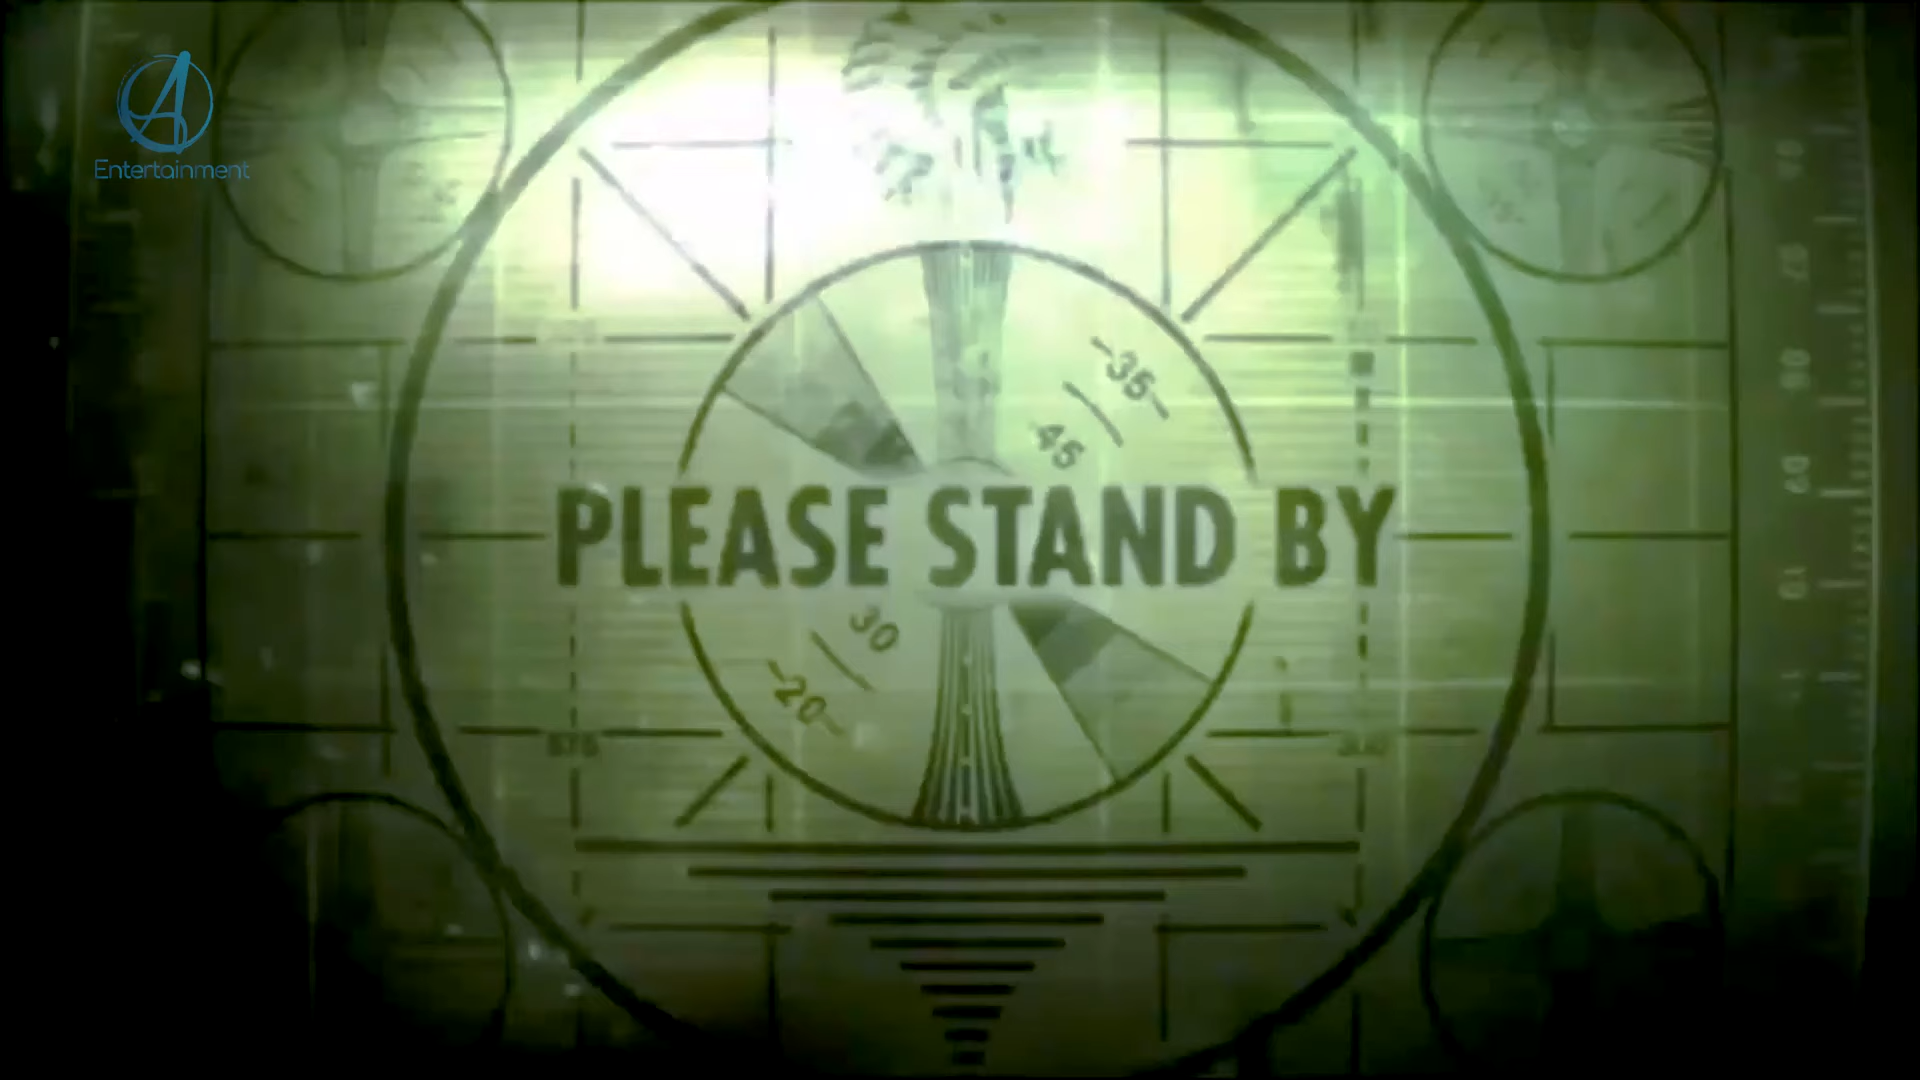 A
Entertainment
-35-
45
PLEASE STAND BY
30
-20-